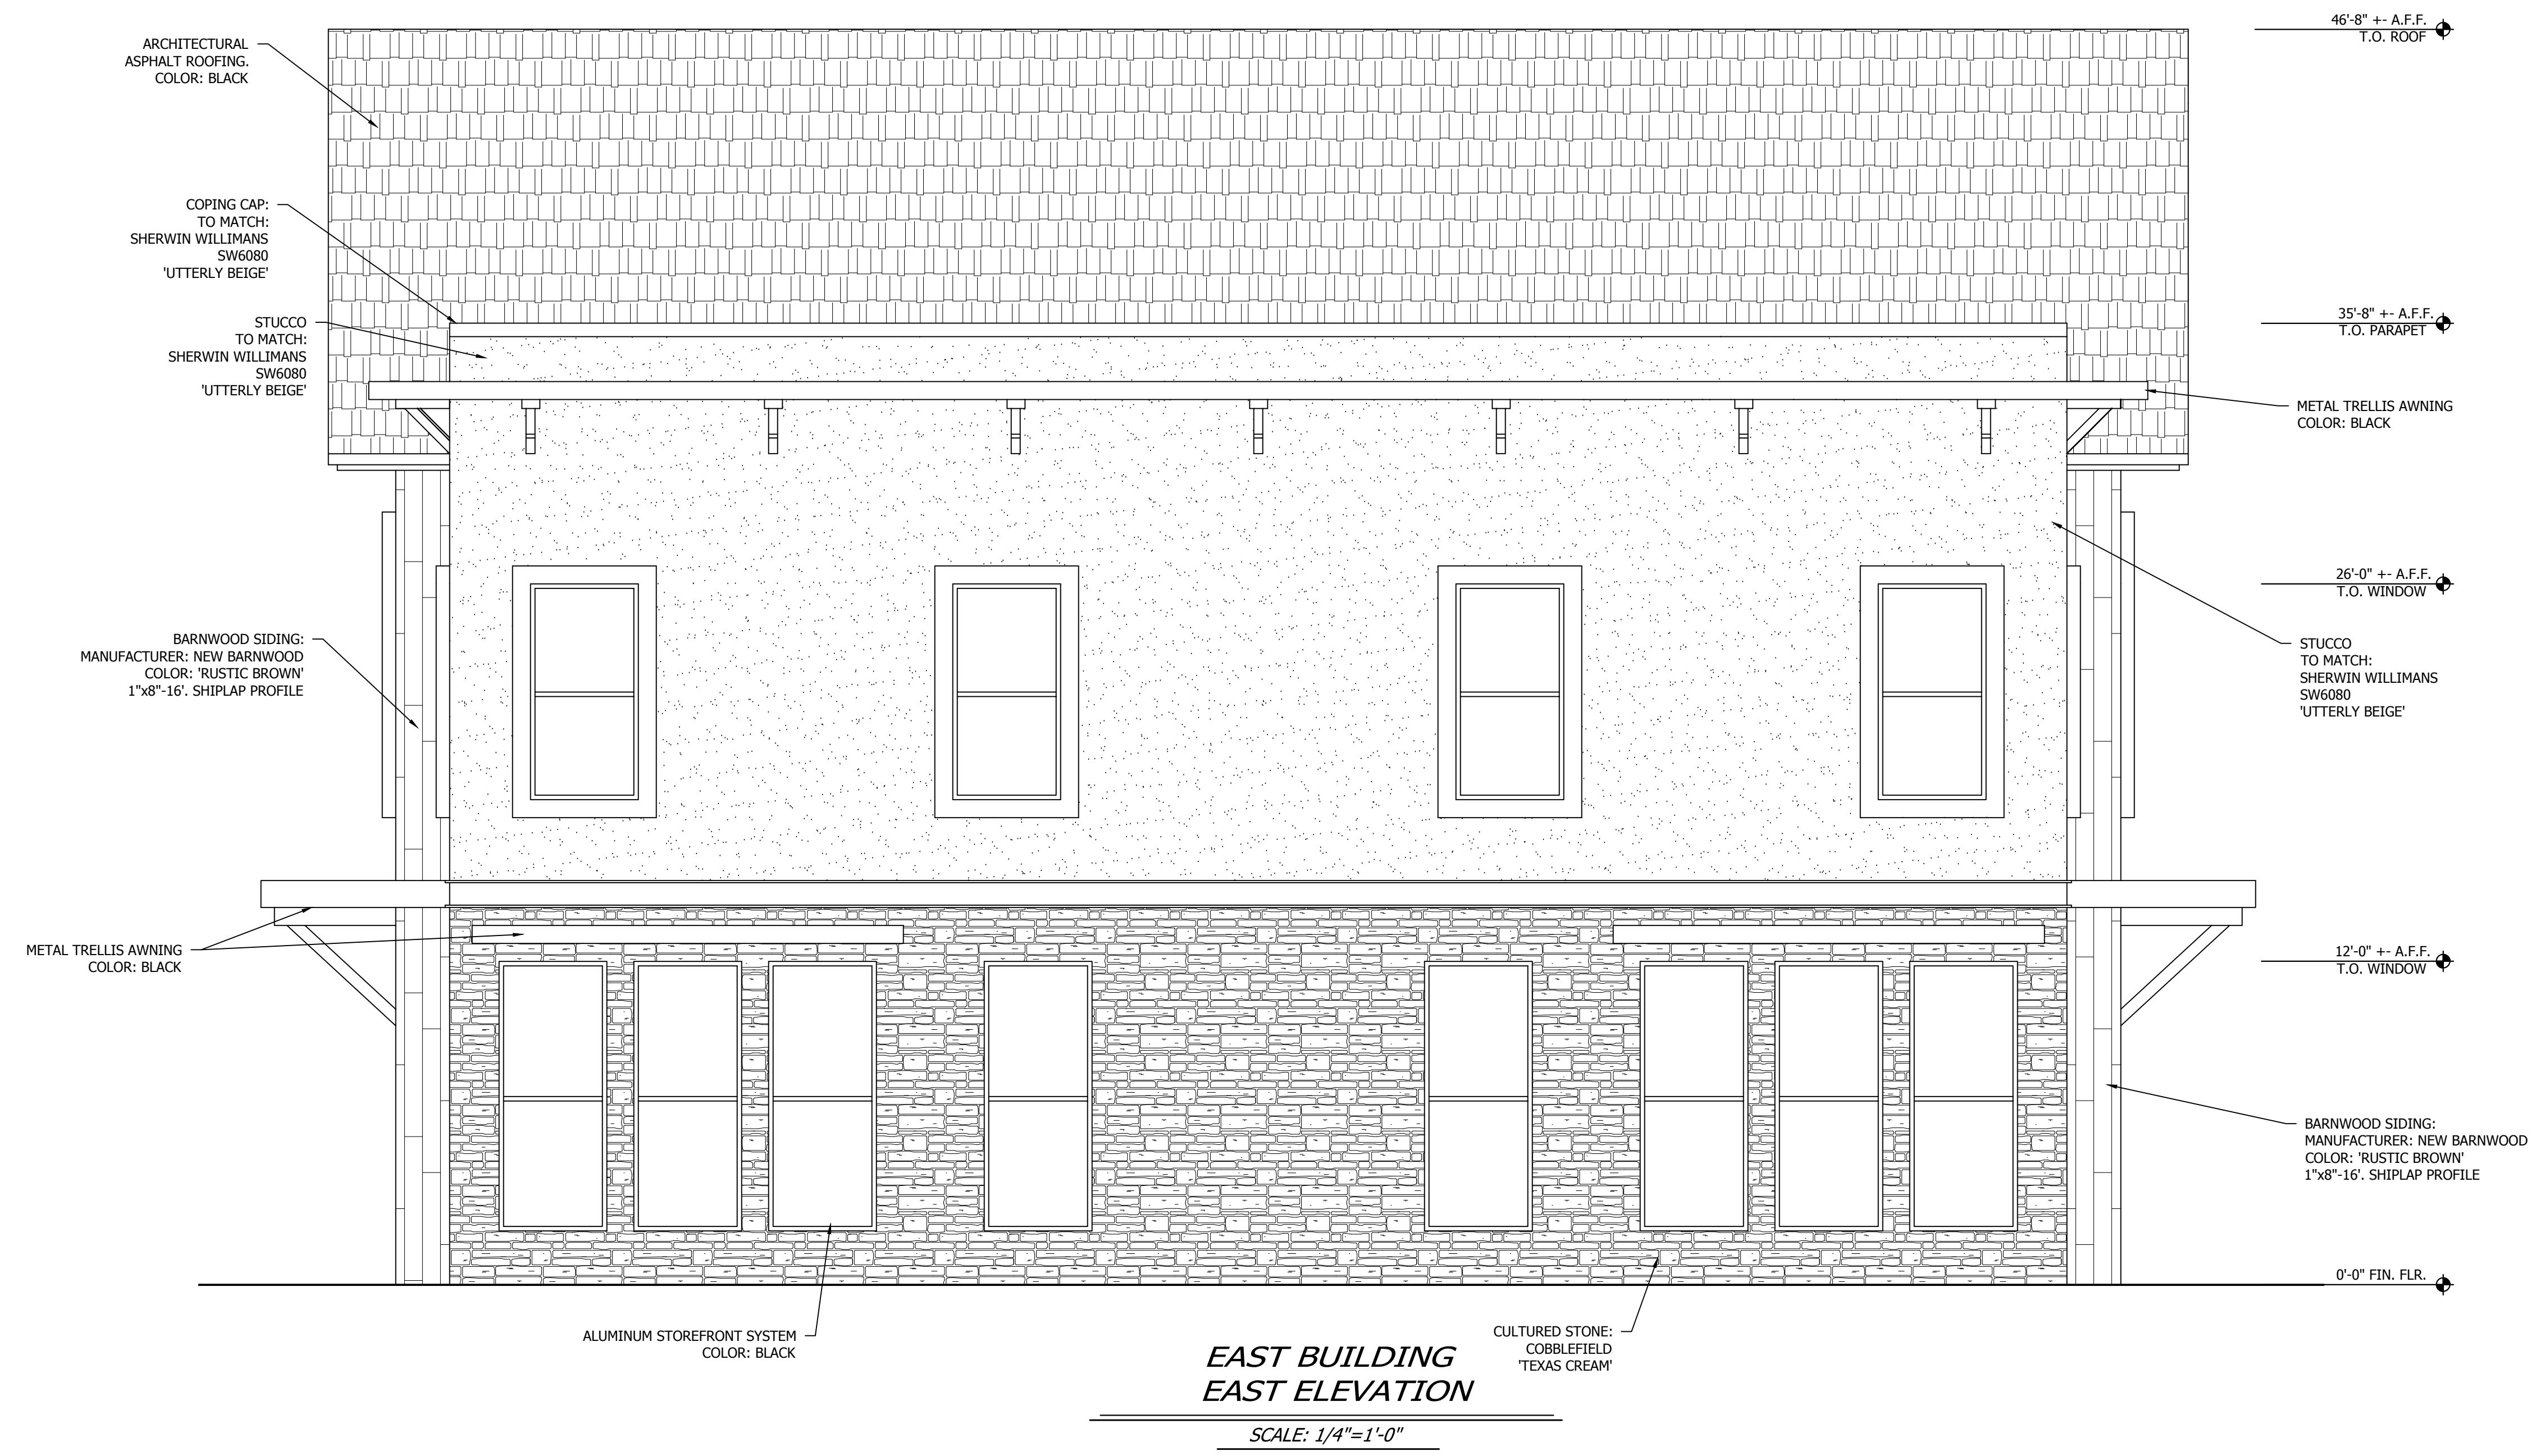 46'-8" +- A.F.F.
T.O. ROOF
ARCHITECTURAL
ASPHALT ROOFING.
COLOR: BLACK
COPING CAP:
TO MATCH:
SHERWIN WILLIMANS
SW6080
'UTTERLY BEIGE'
35'-8" +- A.F.F.
T.O. PARAPET
STUCCO
TO MATCH:
SHERWIN WILLIMANS
SW6080
'UTTERLY BEIGE'
METAL TRELLIS AWNING
COLOR: BLACK
26'-0" +- A.F.F.
T.O. WINDOW
BARNWOOD SIDING:
MANUFACTURER: NEW BARNWOOD
COLOR: 'RUSTIC BROWN'
1"x8"-16'. SHIPLAP PROFILE
STUCCO
TO MATCH:
SHERWIN WILLIMANS
SW6080
'UTTERLY BEIGE'
METAL TRELLIS AWNING
COLOR: BLACK
12'-0" +- A.F.F.
T.O. WINDOW
BARNWOOD SIDING:
MANUFACTURER: NEW BARNWOOD
COLOR: 'RUSTIC BROWN'
1"x8"-16'. SHIPLAP PROFILE
0'-0" FIN. FLR.
ALUMINUM STOREFRONT SYSTEM
COLOR: BLACK
CULTURED STONE:
COBBLEFIELD
'TEXAS CREAM'
EAST BUILDING
EAST ELEVATION
SCALE: 1/4"=1'-0"